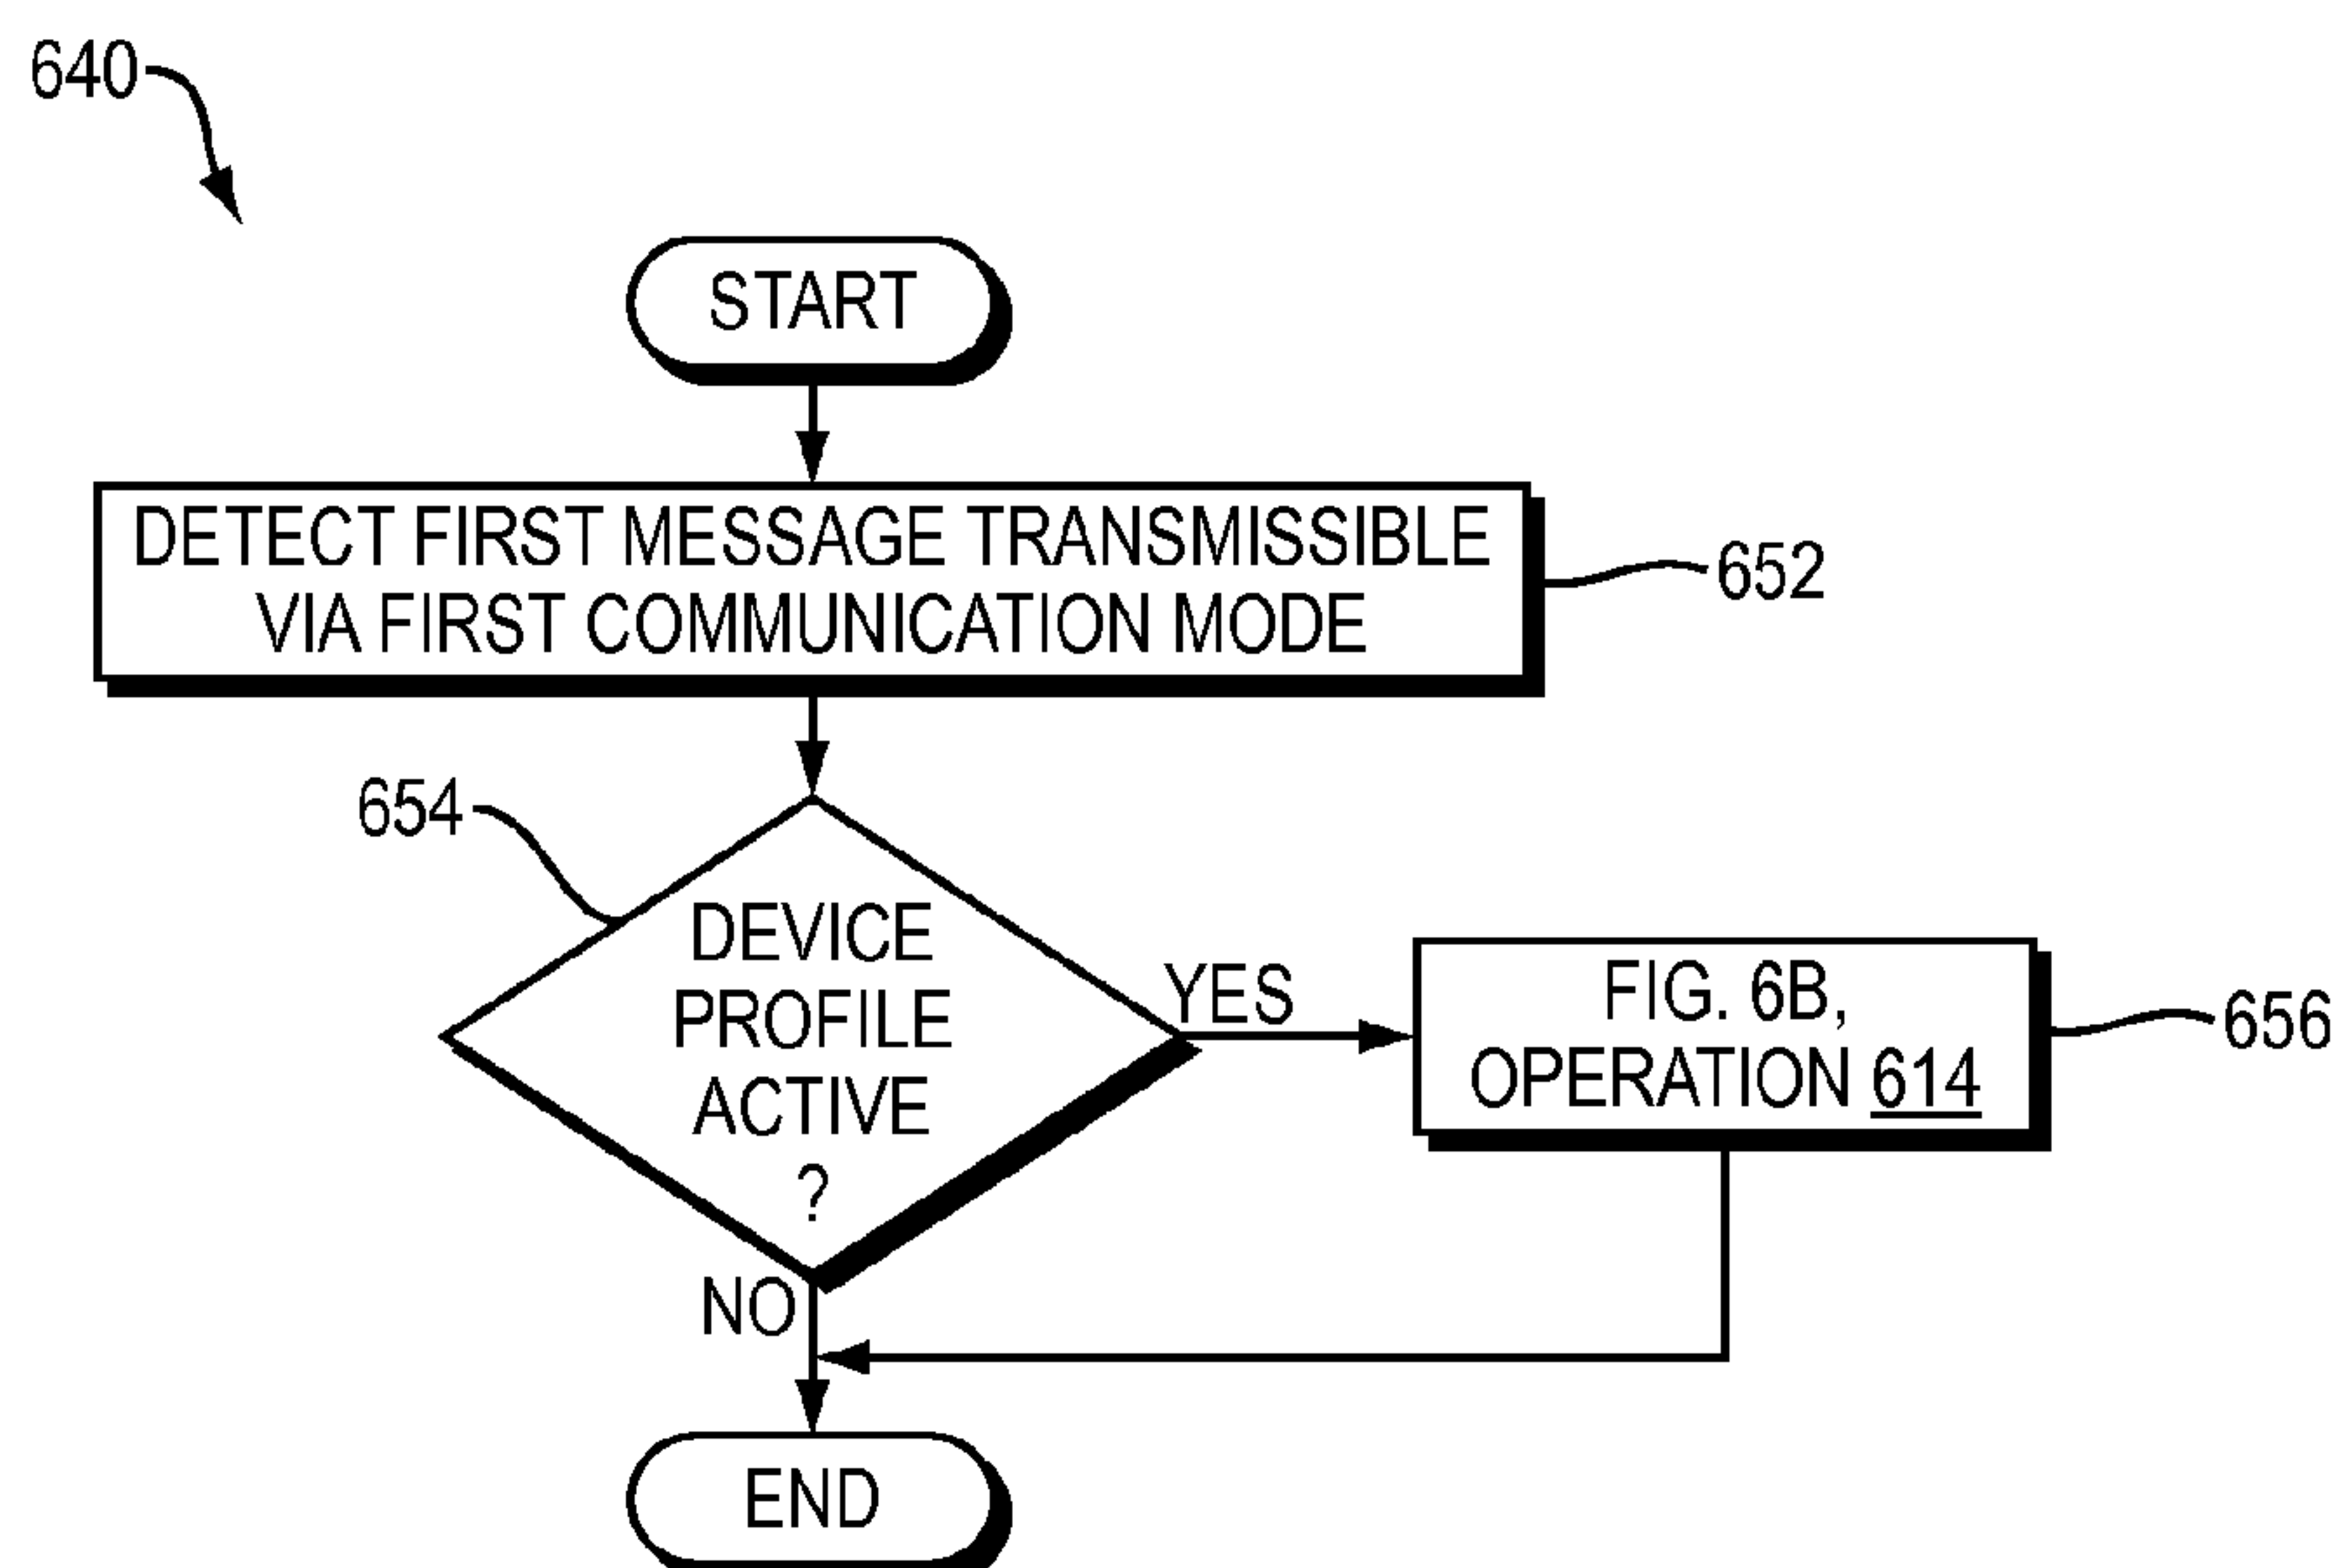 640
START
DETECT FIRST MESSAGE TRANSMISSIBLE
VIA FIRST COMMUNICATION MODE
652
654
DEVICE
PROFILE
ACTIVE
?
YES
FIG. 6B,
OPERATION 614
656
NO
END